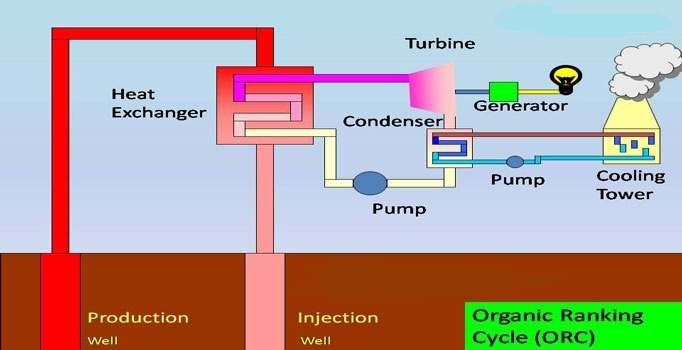 Turbine
Heat
Exchanger
Generator
Condenser
Pump
Cooling
Tower
Pump
Production
Well
Injection
Well
Organic Ranking
Cycle (ORC)